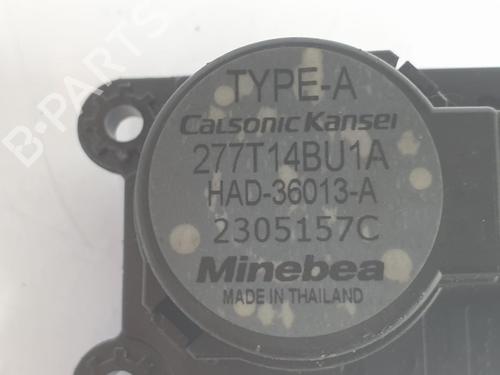 TYPE-A
Calsonic Kansei
277T14BU1A
HAD-36013-A
2305157C
Minebea
MADE IN THAILAND
B-PARTS